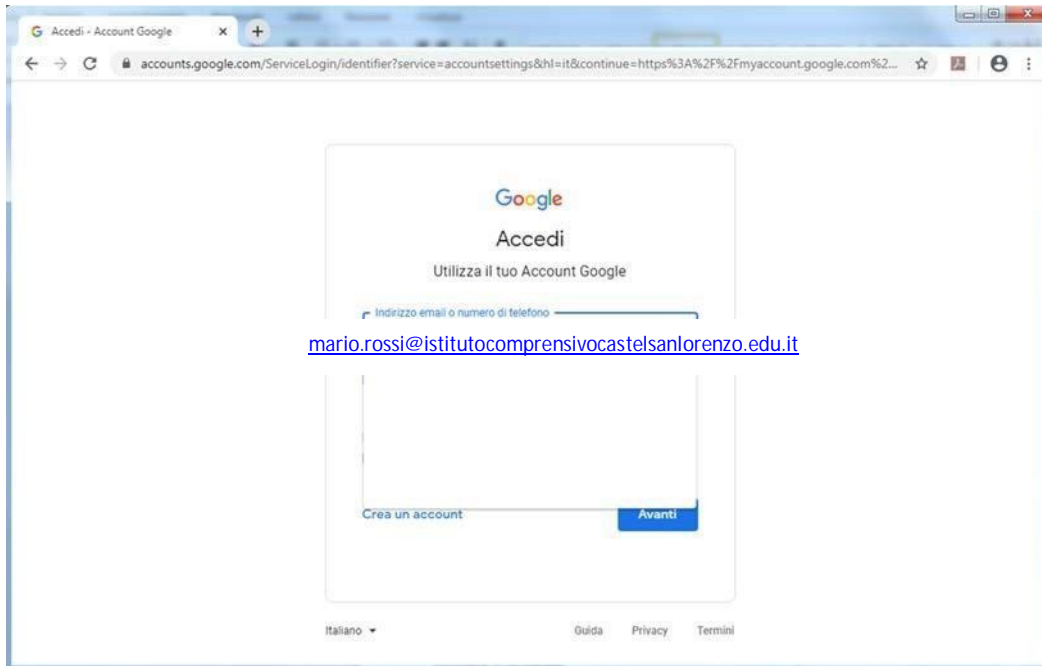 Accedi - Account Google
accounts.google.com/ServiceLogin/identifier?service=accountsettings&hl=it&continue=https%3A%2F%2Fmyaccount.google.com%2...
Google
Accedi
Utilizza il tuo Account Google
Indirizzo email o numero di telefono
mario.rossi@istitutocomprensivocastelsanlorenzo.edu.it
Crea un account
Avanti
Italiano
Guida Privacy Termini